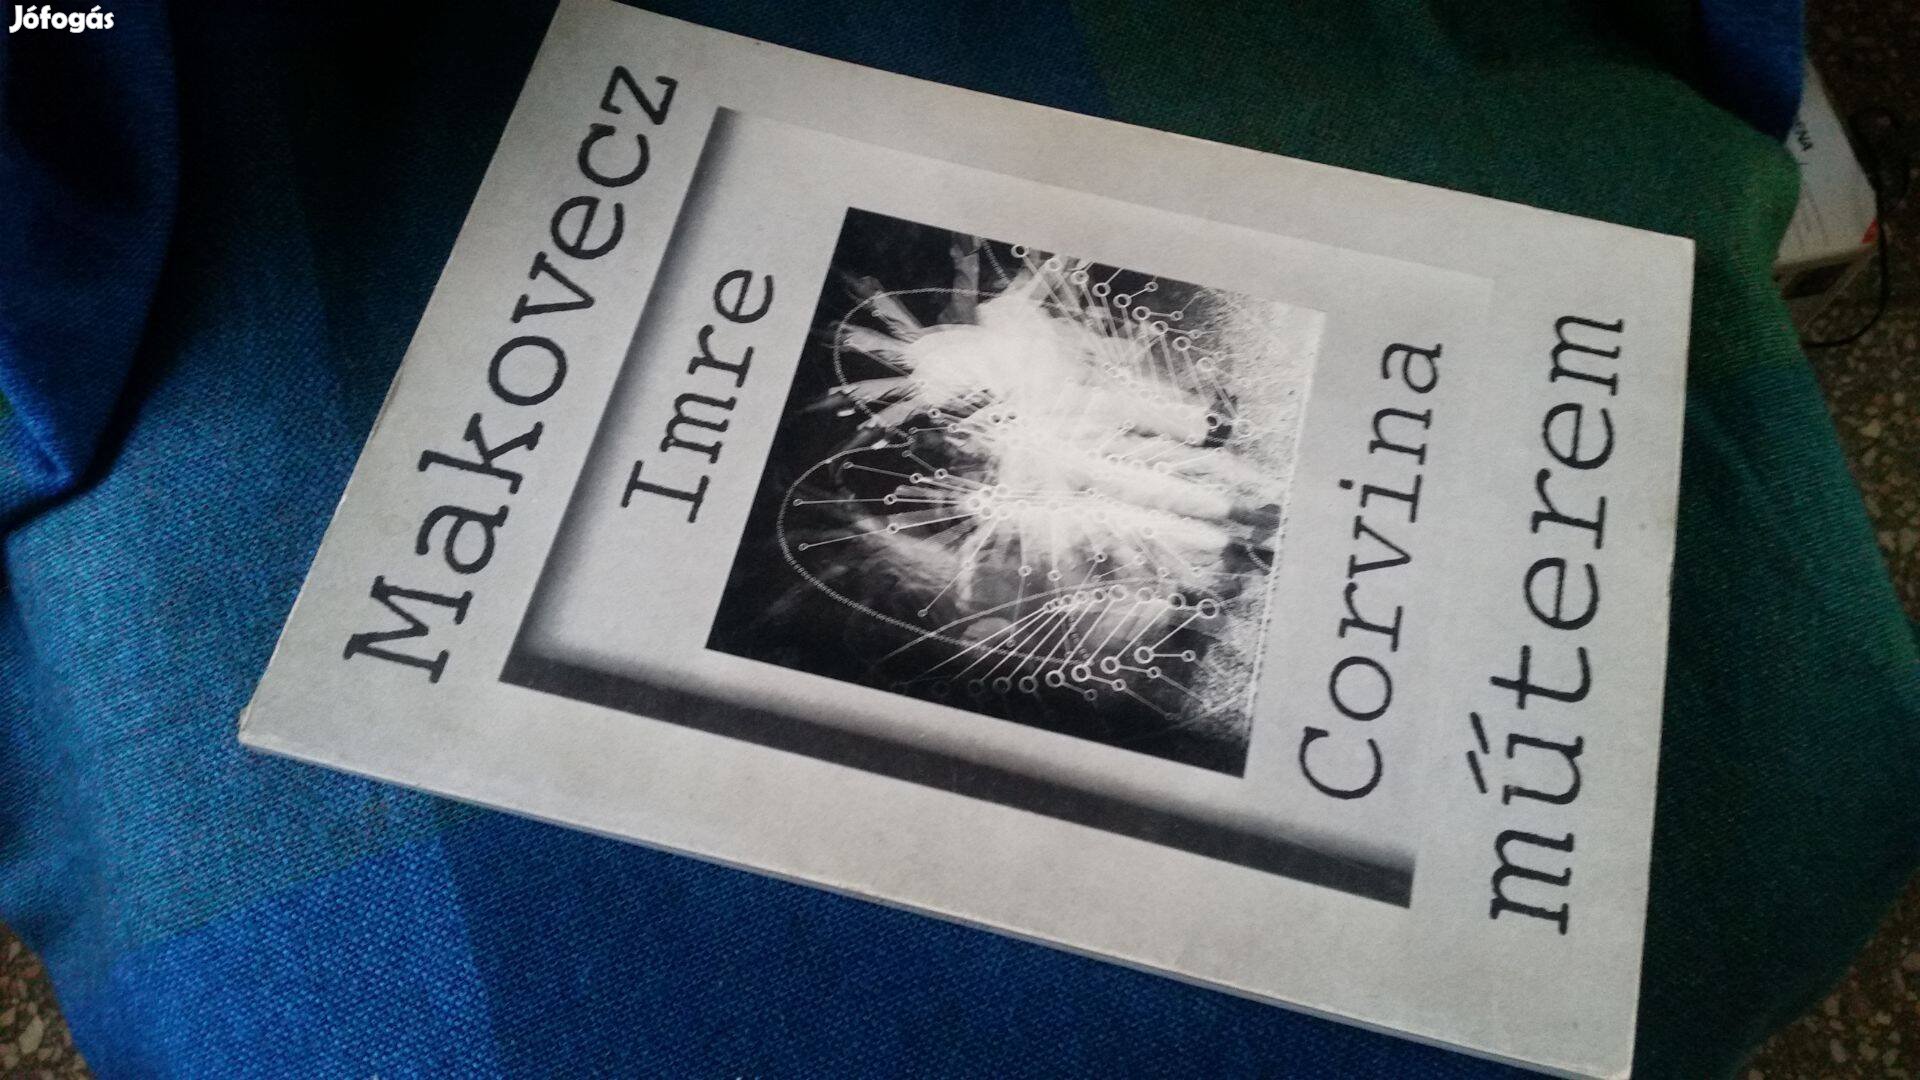 Jófogás
Makovecz
Imre
Corvina
műterem